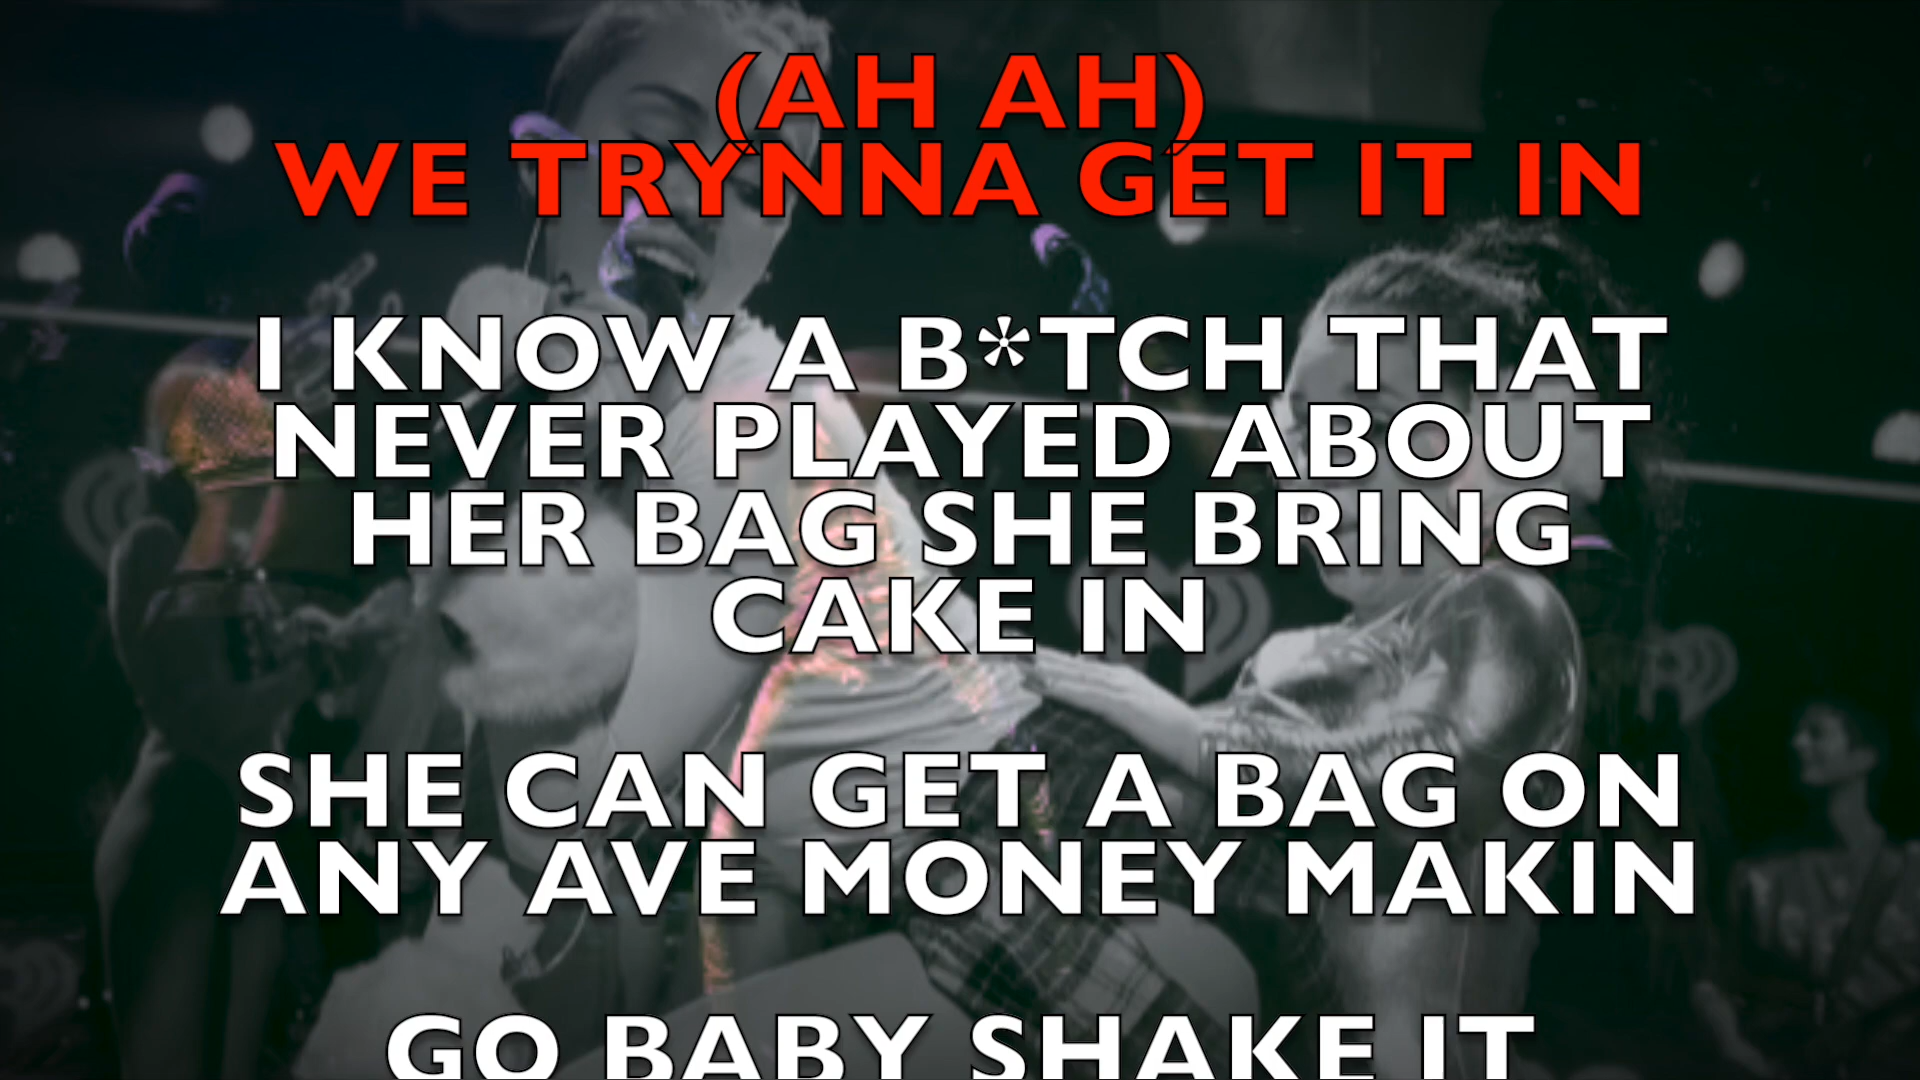 (AH AH)
WE TRYNNA GET IT IN
I KNOW A B*TCH THAT
NEVER PLAYED ABOUT
HER BAG SHE BRING
CAKE IN
SHE CAN GET A BAG ON
ANY AVE MONEY MAKIN
GO BABY SHAKE IT